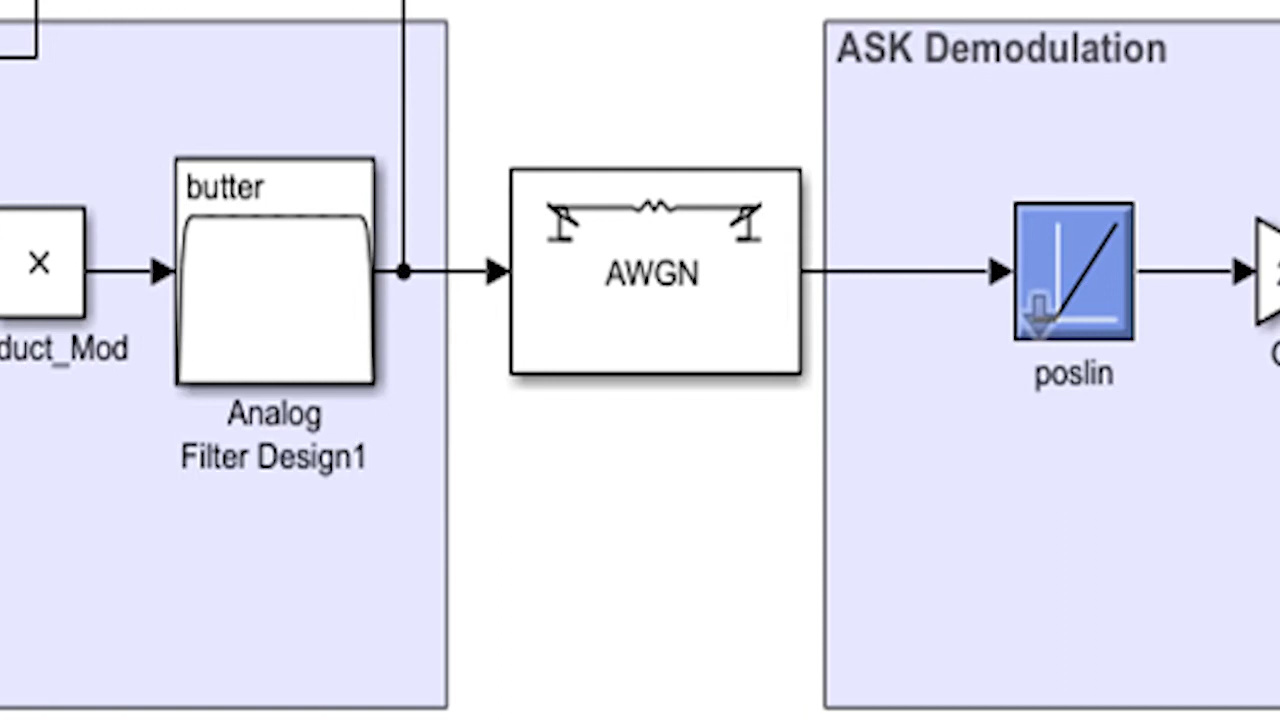 ASK Demodulation
butter
×
AWGN
duct_Mod
poslin
Analog
Filter Design1